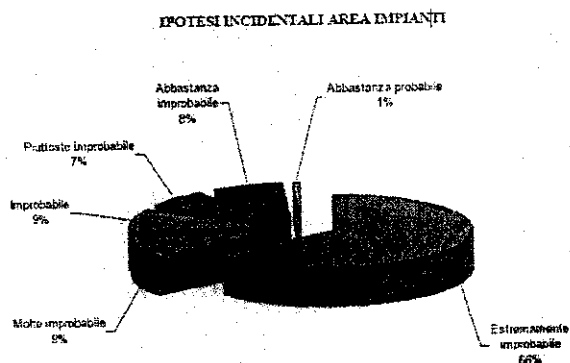 IPOTESI INCIDENTALI AREA IMPIANTI
Abbastanza
improbabile
8%
Abbastanza probabile
1%
Piuttosto improbabile
7%
Improbabile
9%
Molto improbabile
9%
Estremamente
improbabile
66%